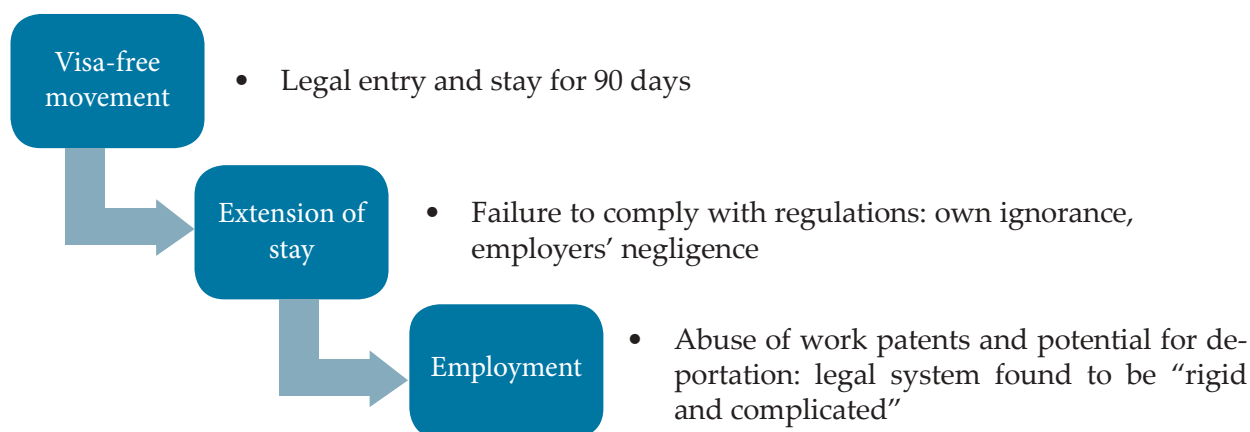 Visa-free
movement
• Legal entry and stay for 90 days
Extension of
stay
• Failure to comply with regulations: own ignorance,
employers’ negligence
Employment
• Abuse of work patents and potential for de-
portation: legal system found to be “rigid
and complicated”